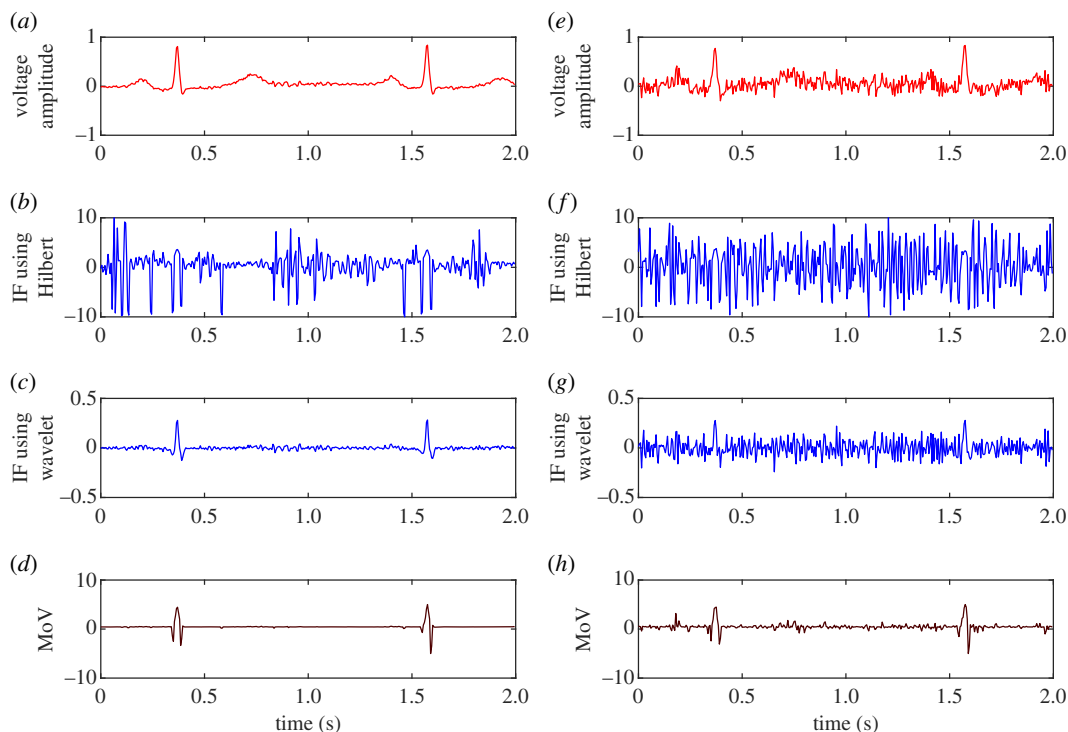 (a)
voltage
amplitude
1
0
–1
0
0.5
1.0
1.5
2.0
(b)
IF using
Hilbert
10
0
–10
0
0.5
1.0
1.5
2.0
(c)
IF using
wavelet
0.5
0
–0.5
0
0.5
1.0
1.5
2.0
(d)
MoV
10
0
–10
0
0.5
1.0
1.5
2.0
time (s)
(e)
voltage
amplitude
1
0
–1
0
0.5
1.0
1.5
2.0
(f)
IF using
Hilbert
10
0
–10
0
0.5
1.0
1.5
2.0
(g)
IF using
wavelet
0.5
0
–0.5
0
0.5
1.0
1.5
2.0
(h)
MoV
10
0
–10
0
0.5
1.0
1.5
2.0
time (s)